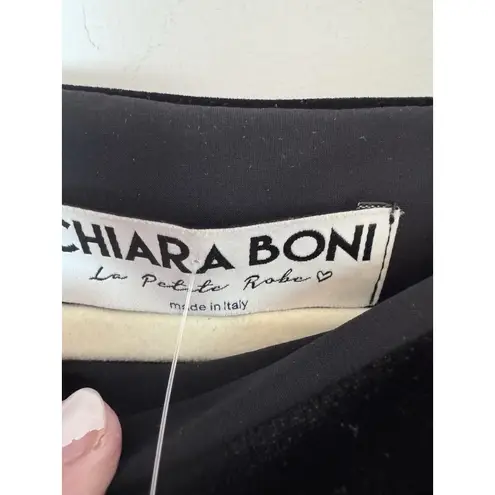 CHIARA BONI
La Petite Robe ♡
made in Italy